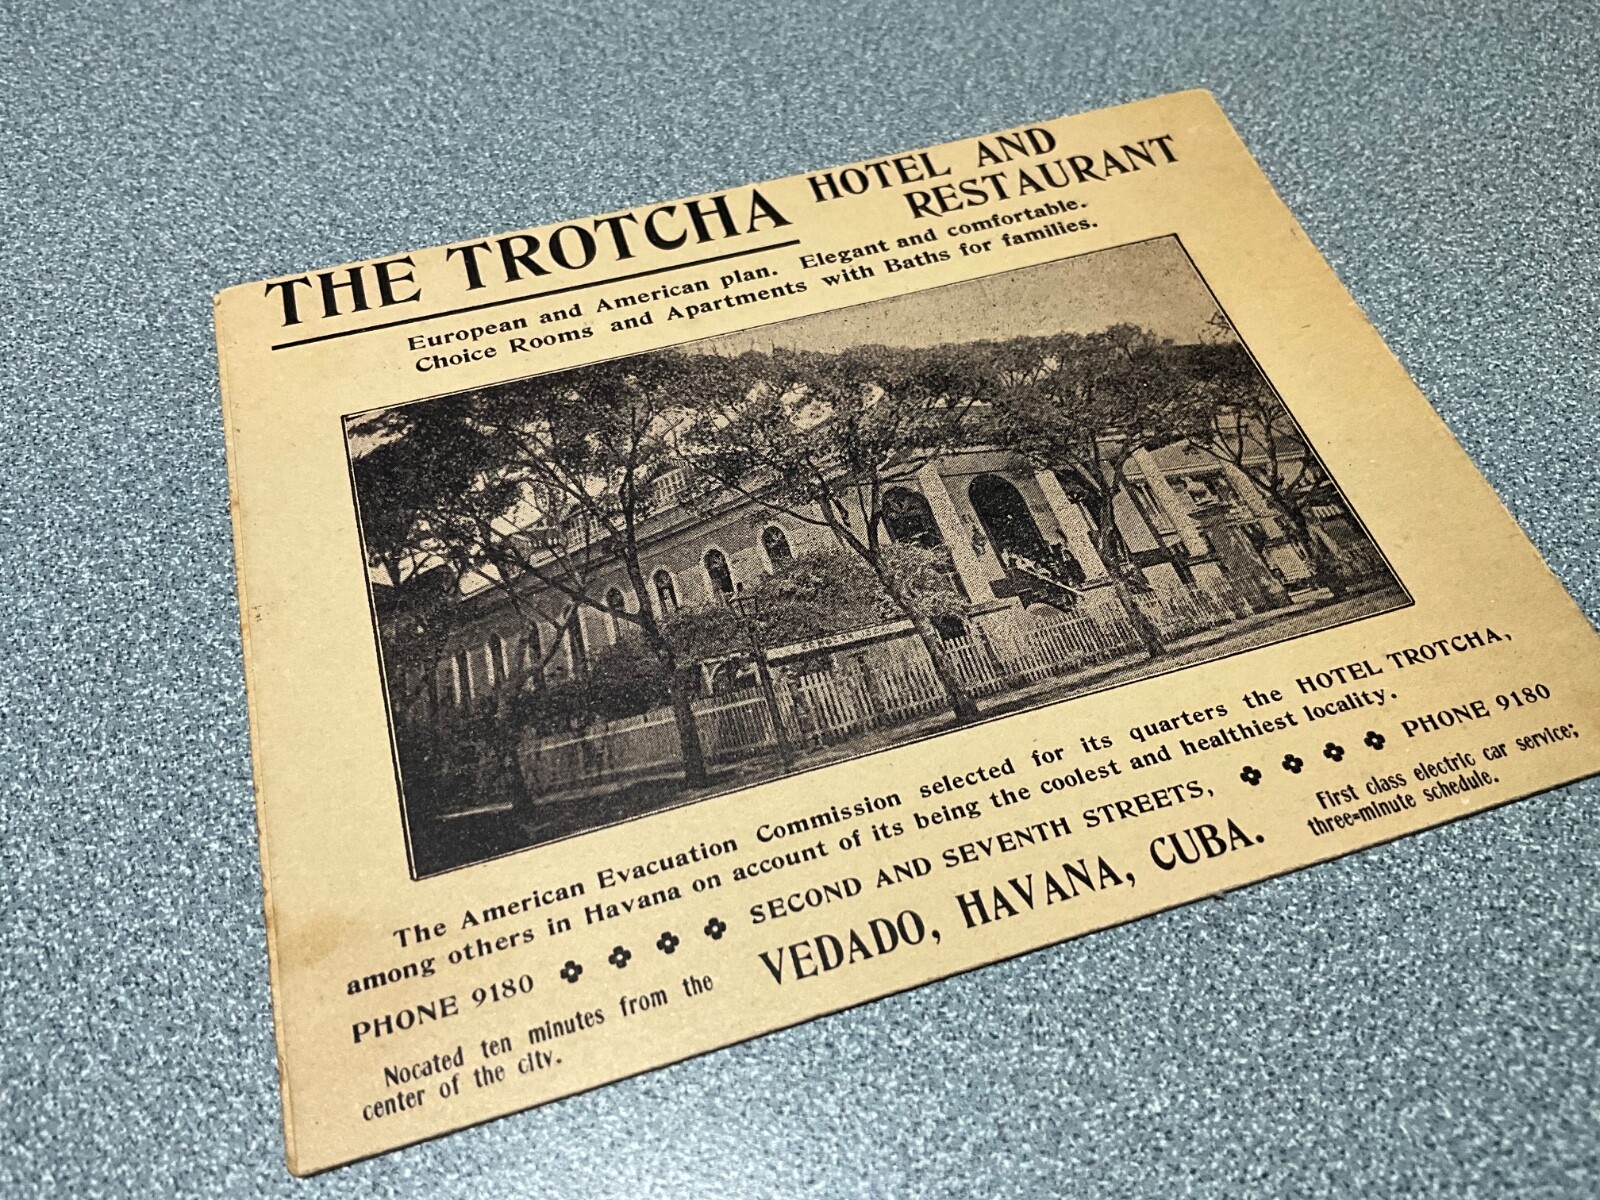 THE TROTCHA HOTEL AND
RESTAURANT
European and American plan. Elegant and comfortable.
Choice Rooms and Apartments with Baths for families.
The American Evacuation Commission selected for its quarters the HOTEL TROTCHA,
among others in Havana on account of its being the coolest and healthiest locality.
PHONE 9180 SECOND AND SEVENTH STREETS, PHONE 9180
Nocated ten minutes from the
center of the city.
VEDADO, HAVANA, CUBA.
First class electric car service;
three=minute schedule.